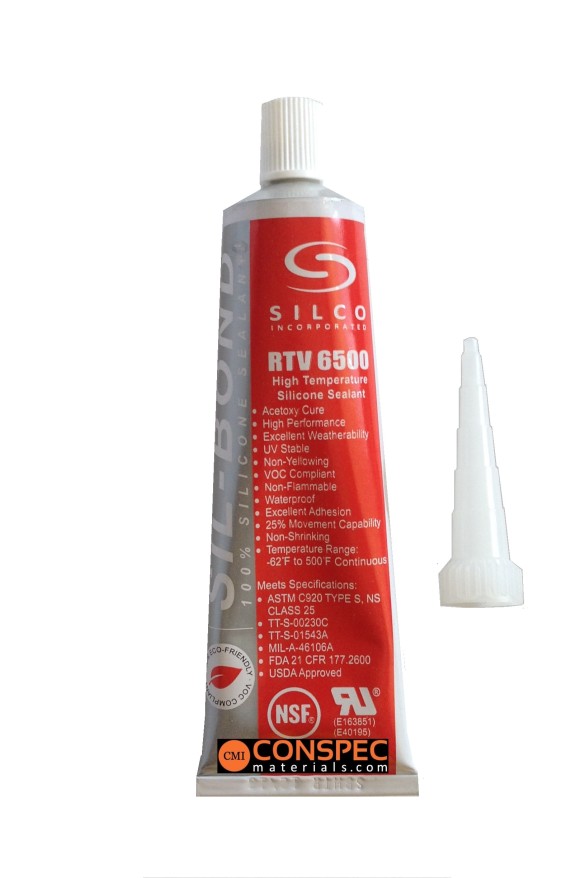 SILCO
INCORPORATED
RTV 6500
High Temperature
Silicone Sealant
• Acetoxy Cure
• High Performance
• Excellent Weatherability
• UV Stable
• Non-Yellowing
• VOC Compliant
• Non-Flammable
• Waterproof
• Excellent Adhesion
• 25% Movement Capability
• Non-Shrinking
• Temperature Range:
-62°F to 500°F Continuous
Meets Specifications:
• ASTM C920 TYPE S, NS
CLASS 25
• TT-S-00230C
• TT-S-01543A
• MIL-A-46106A
• FDA 21 CFR 177.2600
• USDA Approved
SIL-BOND
100% SILICONE SEALANT
ECO-FRIENDLY
VOC COMPLIANT
NSF®
RU®
(E163851)
(E40195)
CMI CONSPEC
materials.com